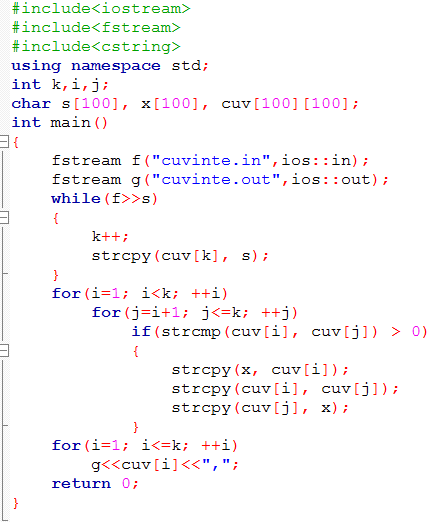 #include<iostream>
#include<fstream>
#include<cstring>
using namespace std;
int k,i,j;
char s[100], x[100], cuv[100][100];
int main()
{
    fstream f("cuvinte.in",ios::in);
    fstream g("cuvinte.out",ios::out);
    while(f>>s)
    {
        k++;
        strcpy(cuv[k], s);
    }
    for(i=1; i<k; ++i)
        for(j=i+1; j<=k; ++j)
            if(strcmp(cuv[i], cuv[j]) > 0)
            {
                strcpy(x, cuv[i]);
                strcpy(cuv[i], cuv[j]);
                strcpy(cuv[j], x);
            }
    for(i=1; i<=k; ++i)
        g<<cuv[i]<<",";
    return 0;
}